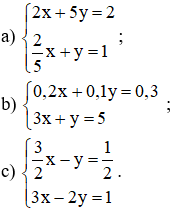 a) { 2x + 5y = 2
2/5 x + y = 1 ;
b) { 0,2x + 0,1y = 0,3
3x + y = 5 ;
c) { 3/2 x − y = 1/2
3x − 2y = 1 .